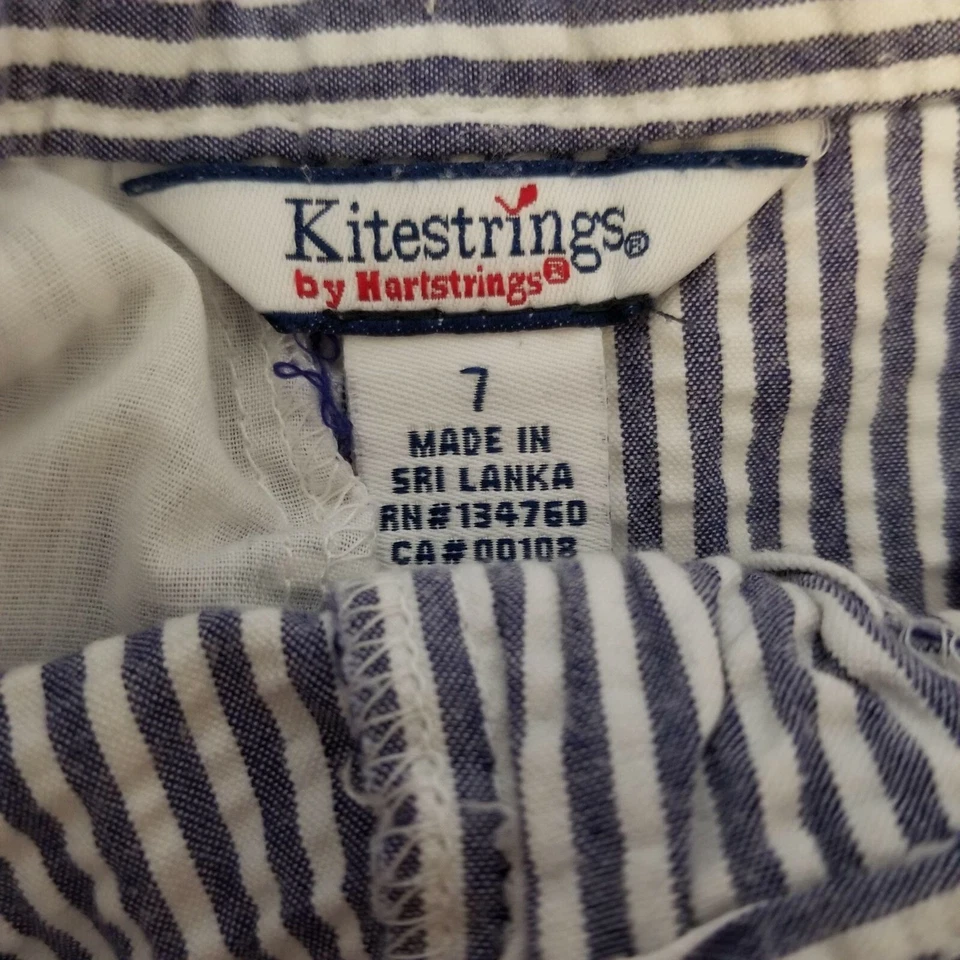 Kitestrings®
by Hartstrings®
7
MADE IN
SRI LANKA
RN#134760
CA#00108